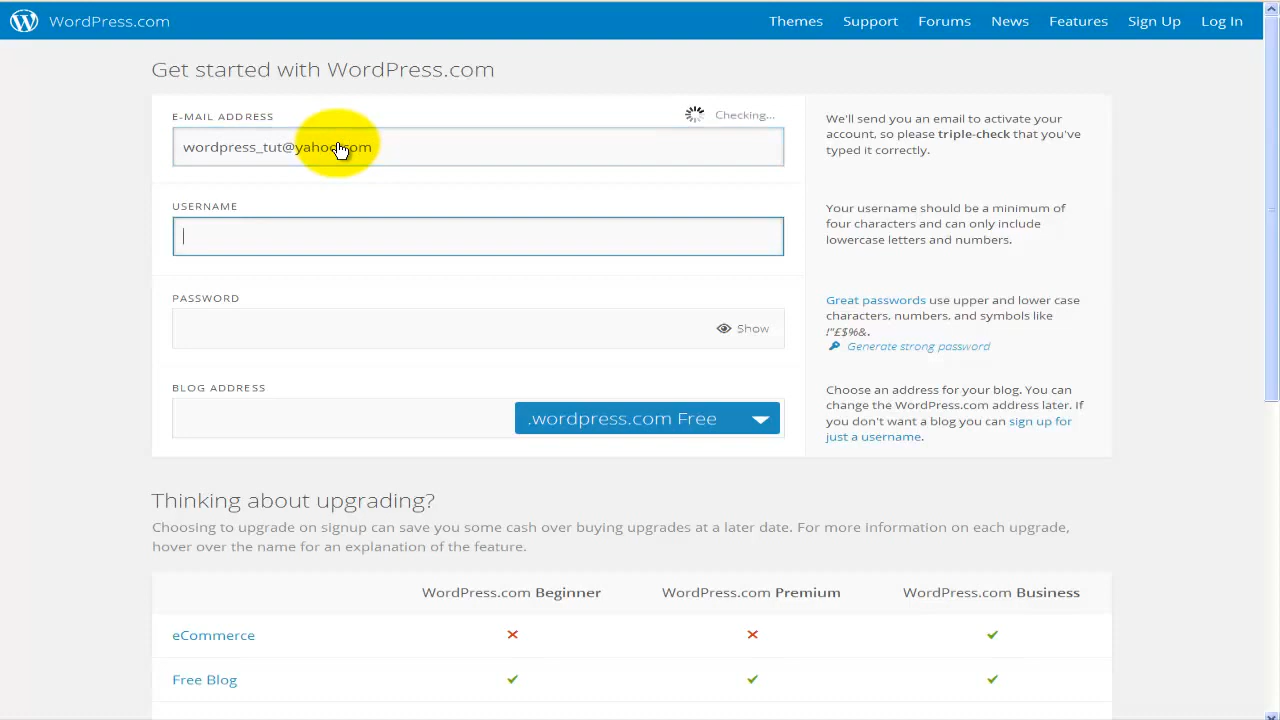 WordPress.com
Themes Support Forums News Features Sign Up Log In
Get started with WordPress.com
E-MAIL ADDRESS
Checking...
wordpress_tut@yahoo.com
We'll send you an email to activate your
account, so please triple-check that you've
typed it correctly.
USERNAME
Your username should be a minimum of
four characters and can only include
lowercase letters and numbers.
PASSWORD
Show
Great passwords use upper and lower case
characters, numbers, and symbols like
!"£$%&.
Generate strong password
BLOG ADDRESS
.wordpress.com Free
Choose an address for your blog. You can
change the WordPress.com address later. If
you don't want a blog you can sign up for
just a username.
Thinking about upgrading?
Choosing to upgrade on signup can save you some cash over buying upgrades at a later date. For more information on each upgrade,
hover over the name for an explanation of the feature.
WordPress.com Beginner WordPress.com Premium WordPress.com Business
eCommerce
Free Blog